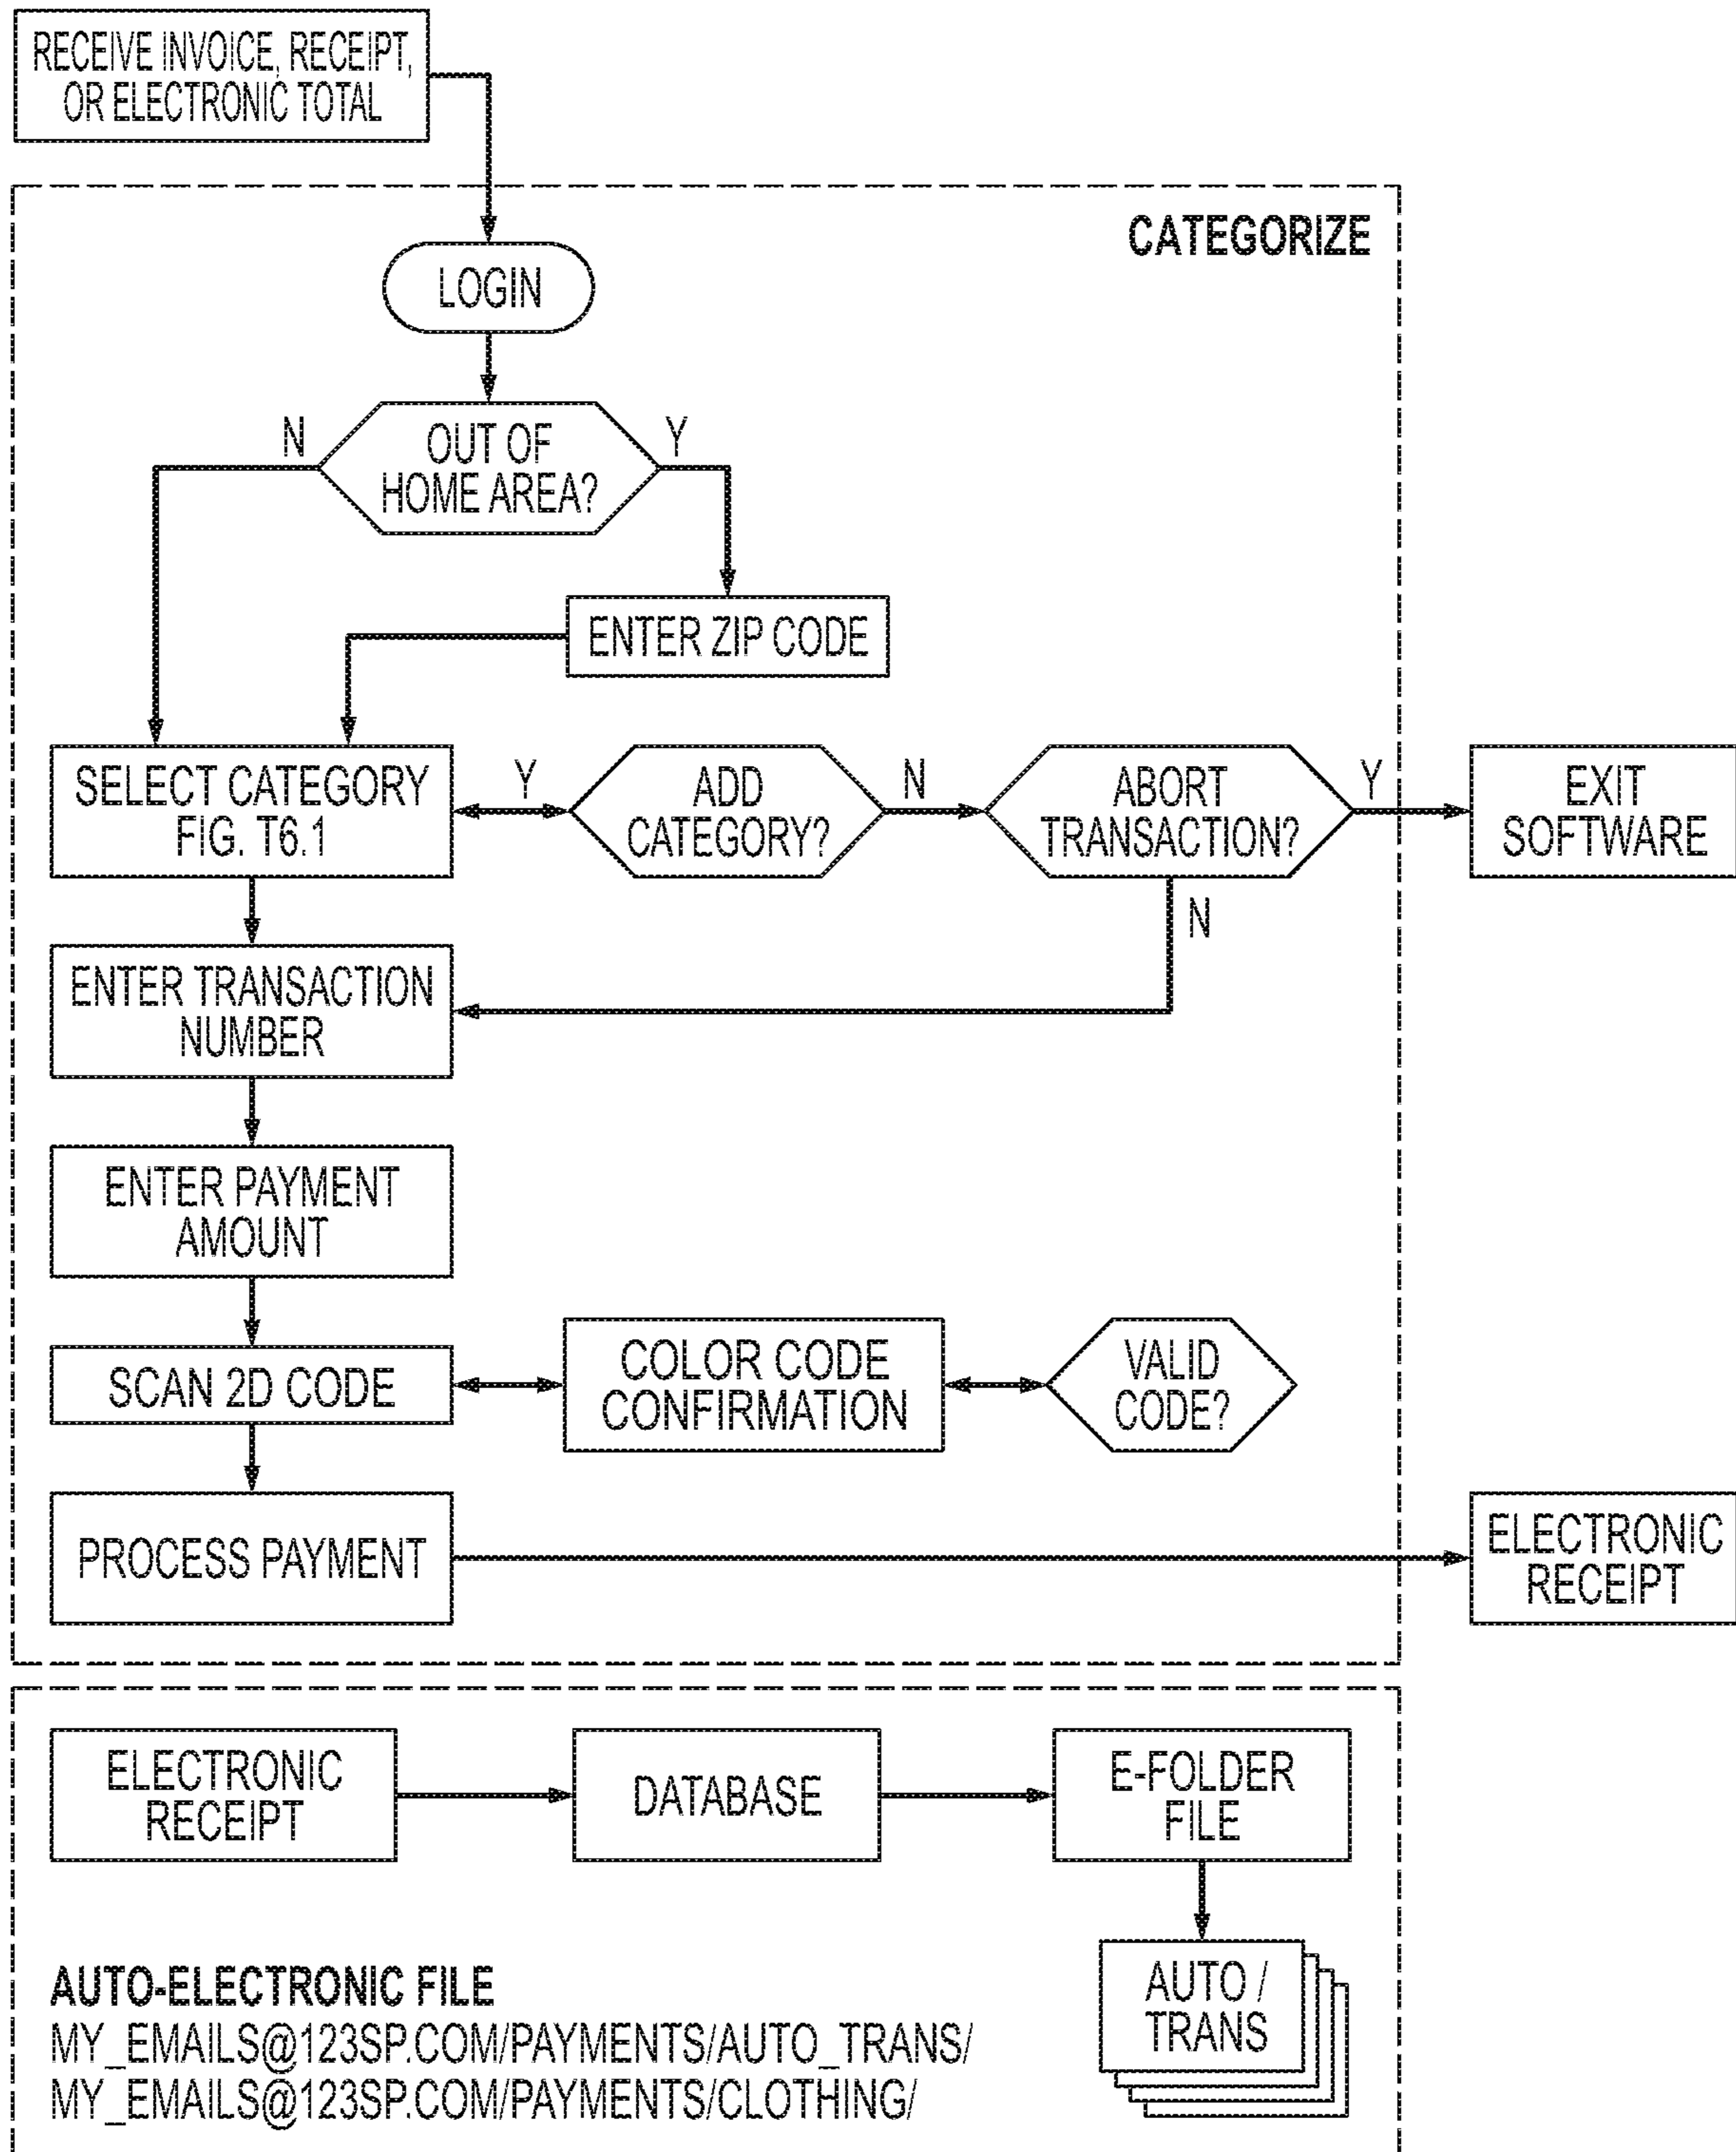 RECEIVE INVOICE, RECEIPT,
OR ELECTRONIC TOTAL
CATEGORIZE
LOGIN
N
OUT OF
HOME AREA?
Y
ENTER ZIP CODE
SELECT CATEGORY
FIG. T6.1
Y
ADD
CATEGORY?
N
ABORT
TRANSACTION?
Y
EXIT
SOFTWARE
N
ENTER TRANSACTION
NUMBER
ENTER PAYMENT
AMOUNT
SCAN 2D CODE
COLOR CODE
CONFIRMATION
VALID
CODE?
PROCESS PAYMENT
ELECTRONIC
RECEIPT
ELECTRONIC
RECEIPT
DATABASE
E-FOLDER
FILE
AUTO /
TRANS
AUTO-ELECTRONIC FILE
MY_EMAILS@123SP.COM/PAYMENTS/AUTO_TRANS/
MY_EMAILS@123SP.COM/PAYMENTS/CLOTHING/